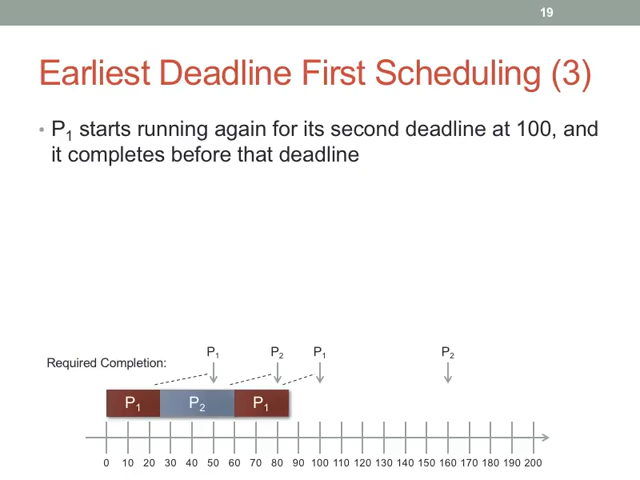 19
Earliest Deadline First Scheduling (3)
• P₁ starts running again for its second deadline at 100, and
it completes before that deadline
P₁ P₂ P₁ P₂
Required Completion:
P₁ P₂ P₁
0 10 20 30 40 50 60 70 80 90 100 110 120 130 140 150 160 170 180 190 200